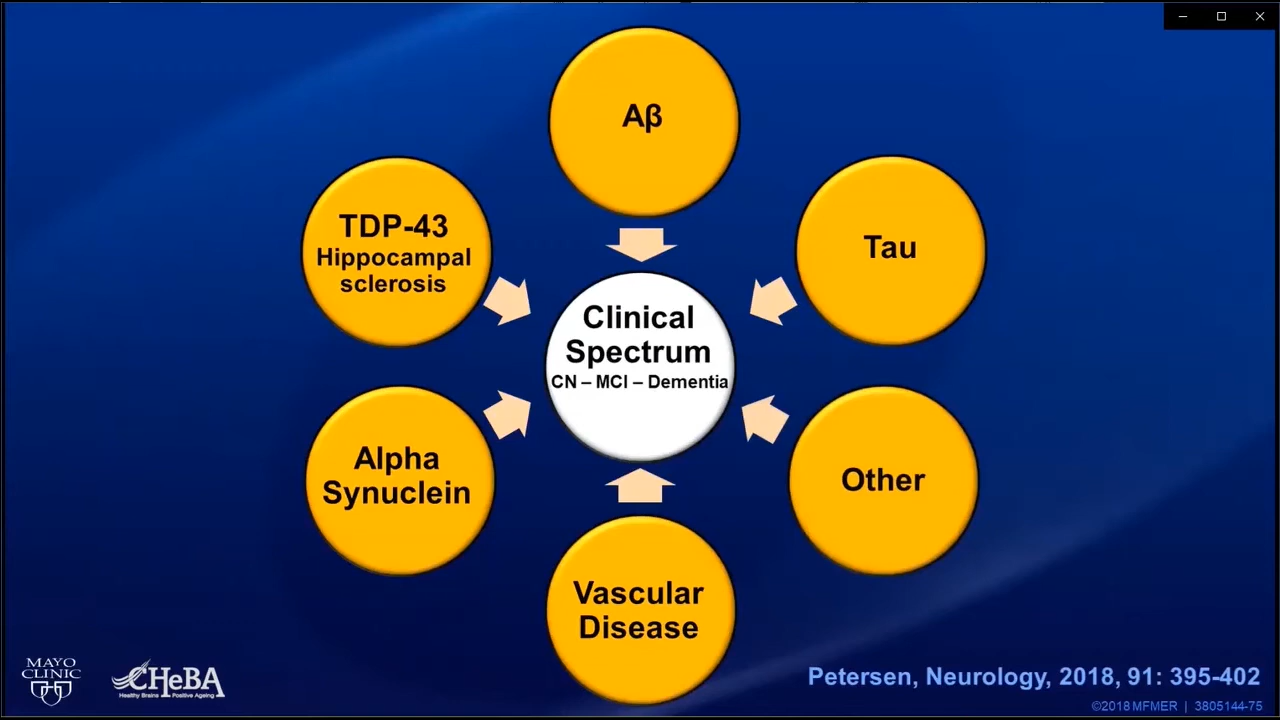 Aβ
TDP-43
Hippocampal
sclerosis
Tau
Clinical
Spectrum
CN – MCI – Dementia
Alpha
Synuclein
Other
Vascular
Disease
MAYO
CLINIC
CHeBA
Healthy Brains Positive Ageing
Petersen, Neurology, 2018, 91: 395-402
©2018 MFMER | 3805144-75